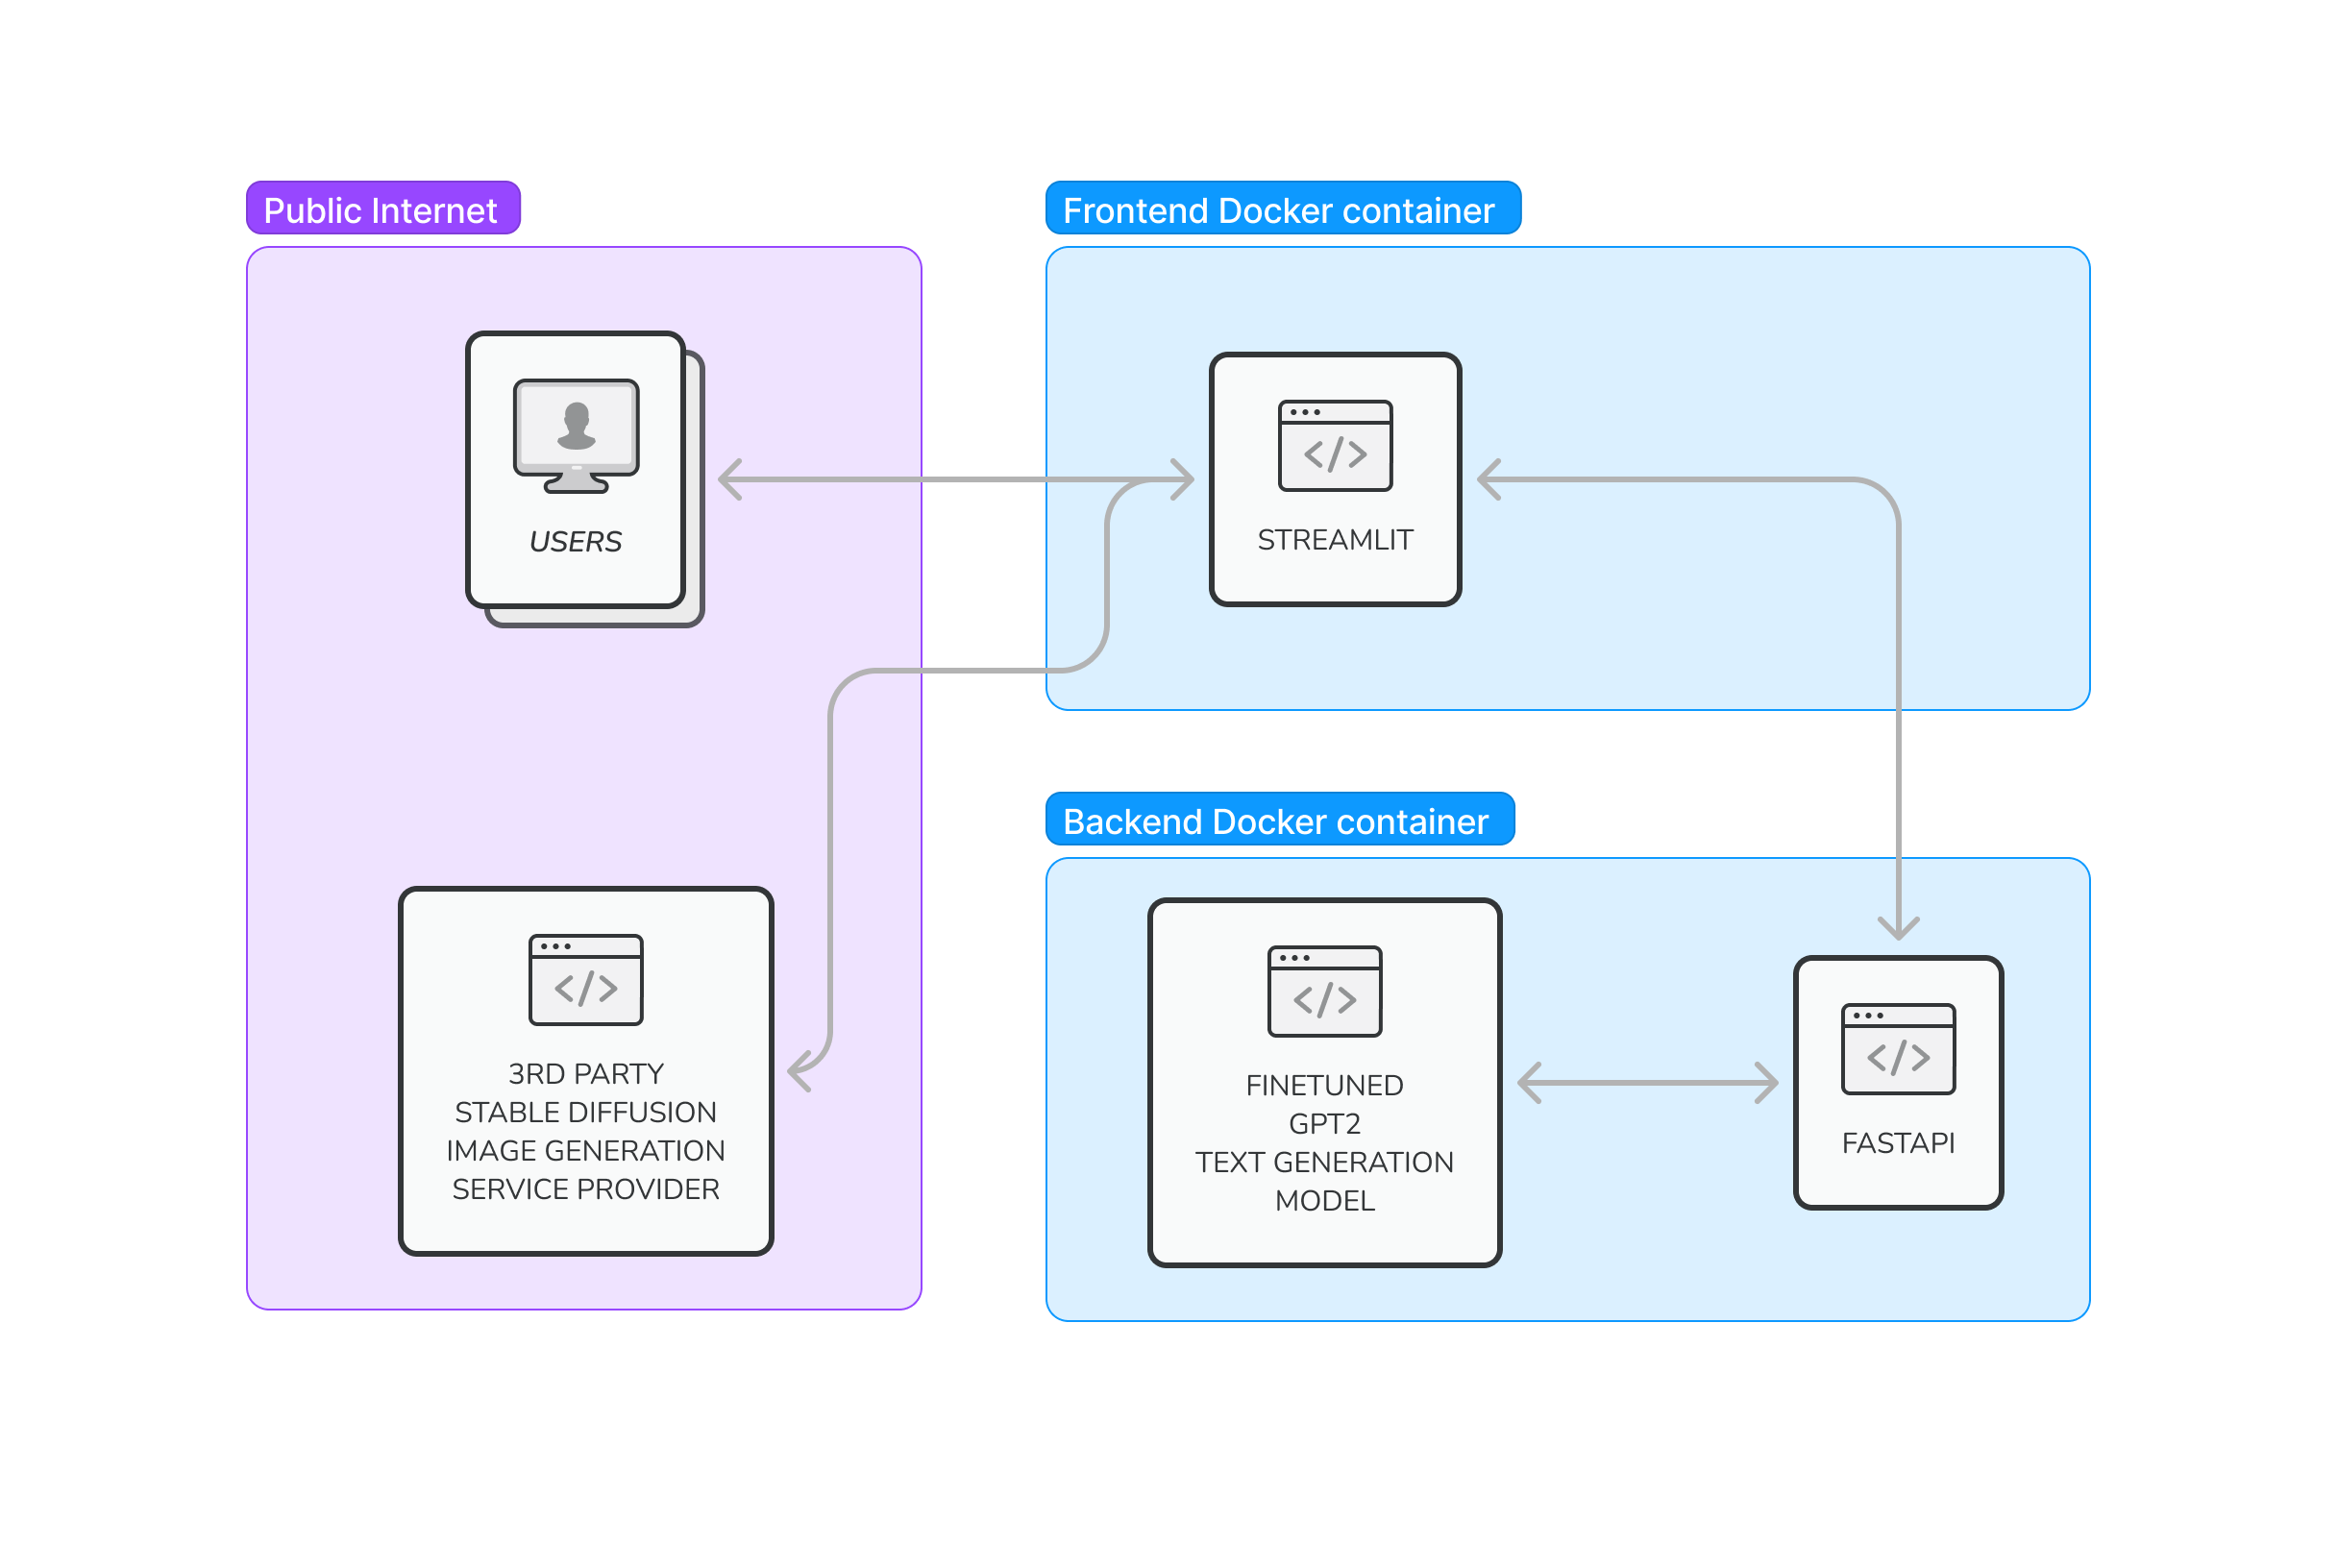 Public Internet
Frontend Docker container
USERS
STREAMLIT
Backend Docker container
3RD PARTY
STABLE DIFFUSION
IMAGE GENERATION
SERVICE PROVIDER
FINETUNED
GPT2
TEXT GENERATION
MODEL
FASTAPI